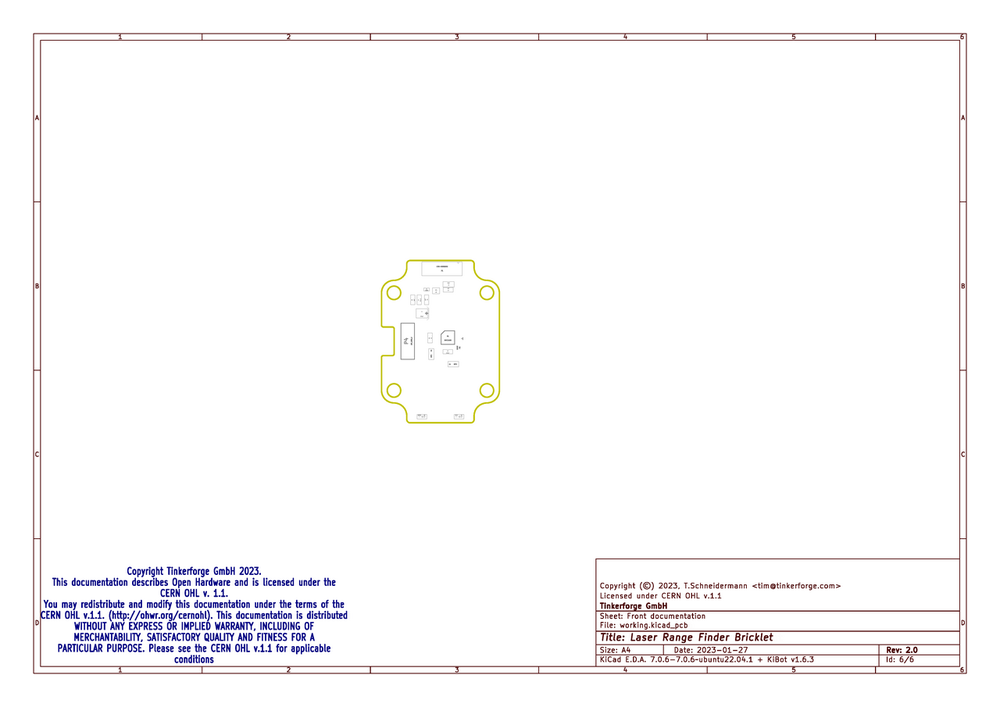 1 2 3 4 5 6
A A
B B
C C
D D
P4
Copyright Tinkerforge GmbH 2023.
This documentation describes Open Hardware and is licensed under the
CERN OHL v. 1.1.
You may redistribute and modify this documentation under the terms of the
CERN OHL v.1.1. (http://ohwr.org/cernohl). This documentation is distributed
WITHOUT ANY EXPRESS OR IMPLIED WARRANTY, INCLUDING OF
MERCHANTABILITY, SATISFACTORY QUALITY AND FITNESS FOR A
PARTICULAR PURPOSE. Please see the CERN OHL v.1.1 for applicable
conditions
Copyright (©) 2023, T.Schneidermann <tim@tinkerforge.com>
Licensed under CERN OHL v.1.1
Tinkerforge GmbH
Sheet: Front documentation
File: working.kicad_pcb
Title: Laser Range Finder Bricklet
Size: A4 Date: 2023-01-27 Rev: 2.0
KiCad E.D.A. 7.0.6-7.0.6-ubuntu22.04.1 + KiBot v1.6.3 Id: 6/6
1 2 3 4 5 6